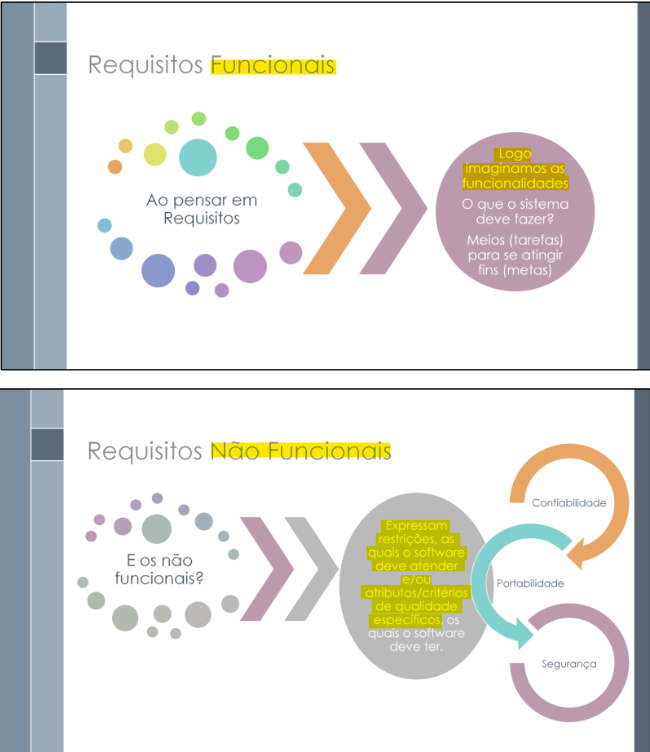 Requisitos Funcionais
Ao pensar em
Requisitos
Logo
imaginamos as
funcionalidades
O que o sistema
deve fazer?
Meios (tarefas)
para se atingir
fins (metas)
Requisitos Não Funcionais
E os não
funcionais?
Expressam
restrições, as
quais o software
deve atender
e/ou
atributos/critérios
de qualidade
específicos, os
quais o software
deve ter.
Confiabilidade
Portabilidade
Segurança